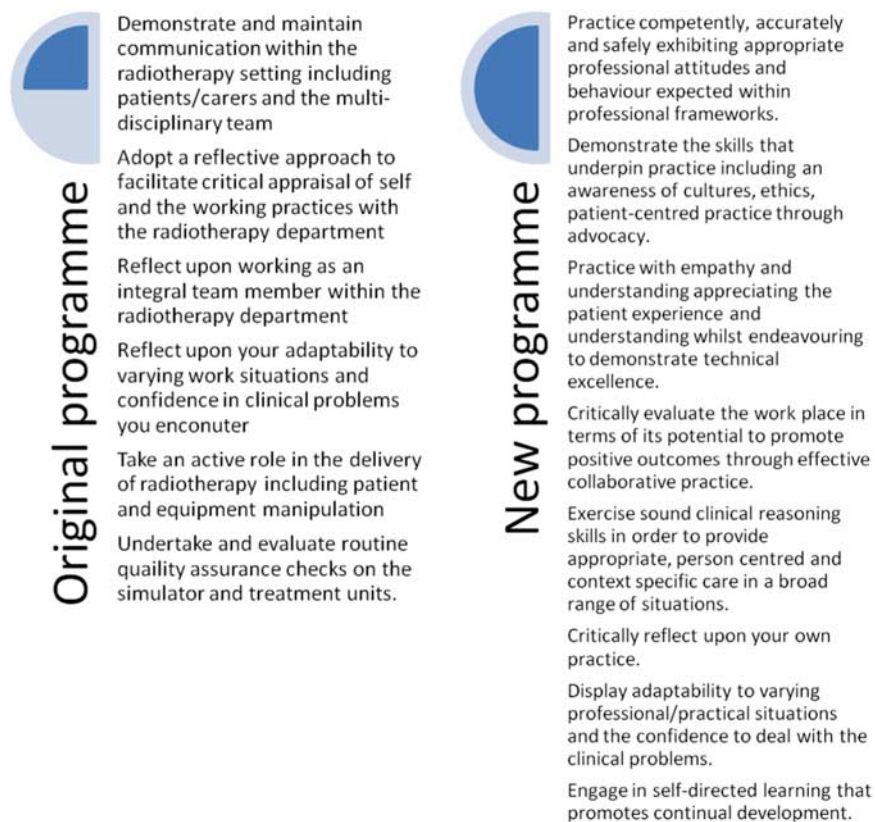 Original programme
Demonstrate and maintain
communication within the
radiotherapy setting including
patients/carers and the multi-
disciplinary team
Adopt a reflective approach to
facilitate critical appraisal of self
and the working practices with
the radiotherapy department
Reflect upon working as an
integral team member within the
radiotherapy department
Reflect upon your adaptability to
varying work situations and
confidence in clinical problems
you enconuter
Take an active role in the delivery
of radiotherapy including patient
and equipment manipulation
Undertake and evaluate routine
quaility assurance checks on the
simulator and treatment units.
New programme
Practice competently, accurately
and safely exhibiting appropriate
professional attitudes and
behaviour expected within
professional frameworks.
Demonstrate the skills that
underpin practice including an
awareness of cultures, ethics,
patient-centred practice through
advocacy.
Practice with empathy and
understanding appreciating the
patient experience and
understanding whilst endeavouring
to demonstrate technical
excellence.
Critically evaluate the work place in
terms of its potential to promote
positive outcomes through effective
collaborative practice.
Exercise sound clinical reasoning
skills in order to provide
appropriate, person centred and
context specific care in a broad
range of situations.
Critically reflect upon your own
practice.
Display adaptability to varying
professional/practical situations
and the confidence to deal with the
clinical problems.
Engage in self-directed learning that
promotes continual development.